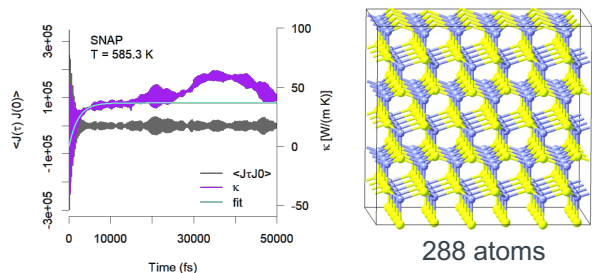 SNAP
T = 585.3 K
<J(τ) J(0)>
3e+05
1e+05
-1e+05
-3e+05
100
50
0
-50
κ [W/(m K)]
<JτJ0>
κ
fit
0 10000 30000 50000
Time (fs)
288 atoms